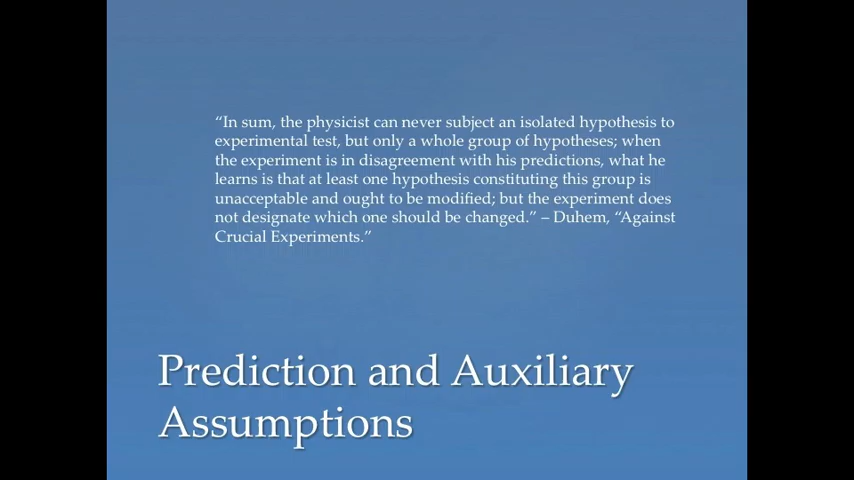 “In sum, the physicist can never subject an isolated hypothesis to
experimental test, but only a whole group of hypotheses; when
the experiment is in disagreement with his predictions, what he
learns is that at least one hypothesis constituting this group is
unacceptable and ought to be modified; but the experiment does
not designate which one should be changed.” – Duhem, “Against
Crucial Experiments.”
Prediction and Auxiliary
Assumptions